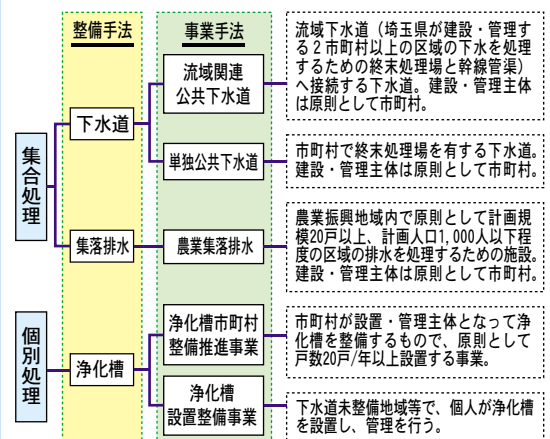 整備手法
事業手法
集合処理
下水道
流域関連
公共下水道
流域下水道（埼玉県が建設・管理す
る２市町村以上の区域の下水を処理
するための終末処理場と幹線管渠）
へ接続する下水道。建設・管理主体
は原則として市町村。
単独公共下水道
市町村で終末処理場を有する下水道。
建設・管理主体は原則として市町村。
集落排水
農業集落排水
農業振興地域内で原則として計画規
模20戸以上、計画人口1,000人以下程
度の区域の排水を処理するための施設。
建設・管理主体は原則として市町村。
個別処理
浄化槽
浄化槽市町村
整備推進事業
市町村が設置・管理主体となって浄
化槽を整備するもので、原則として
戸数20戸/年以上設置する事業。
浄化槽
設置整備事業
下水道未整備地域等で、個人が浄化槽
を設置し、管理を行う。